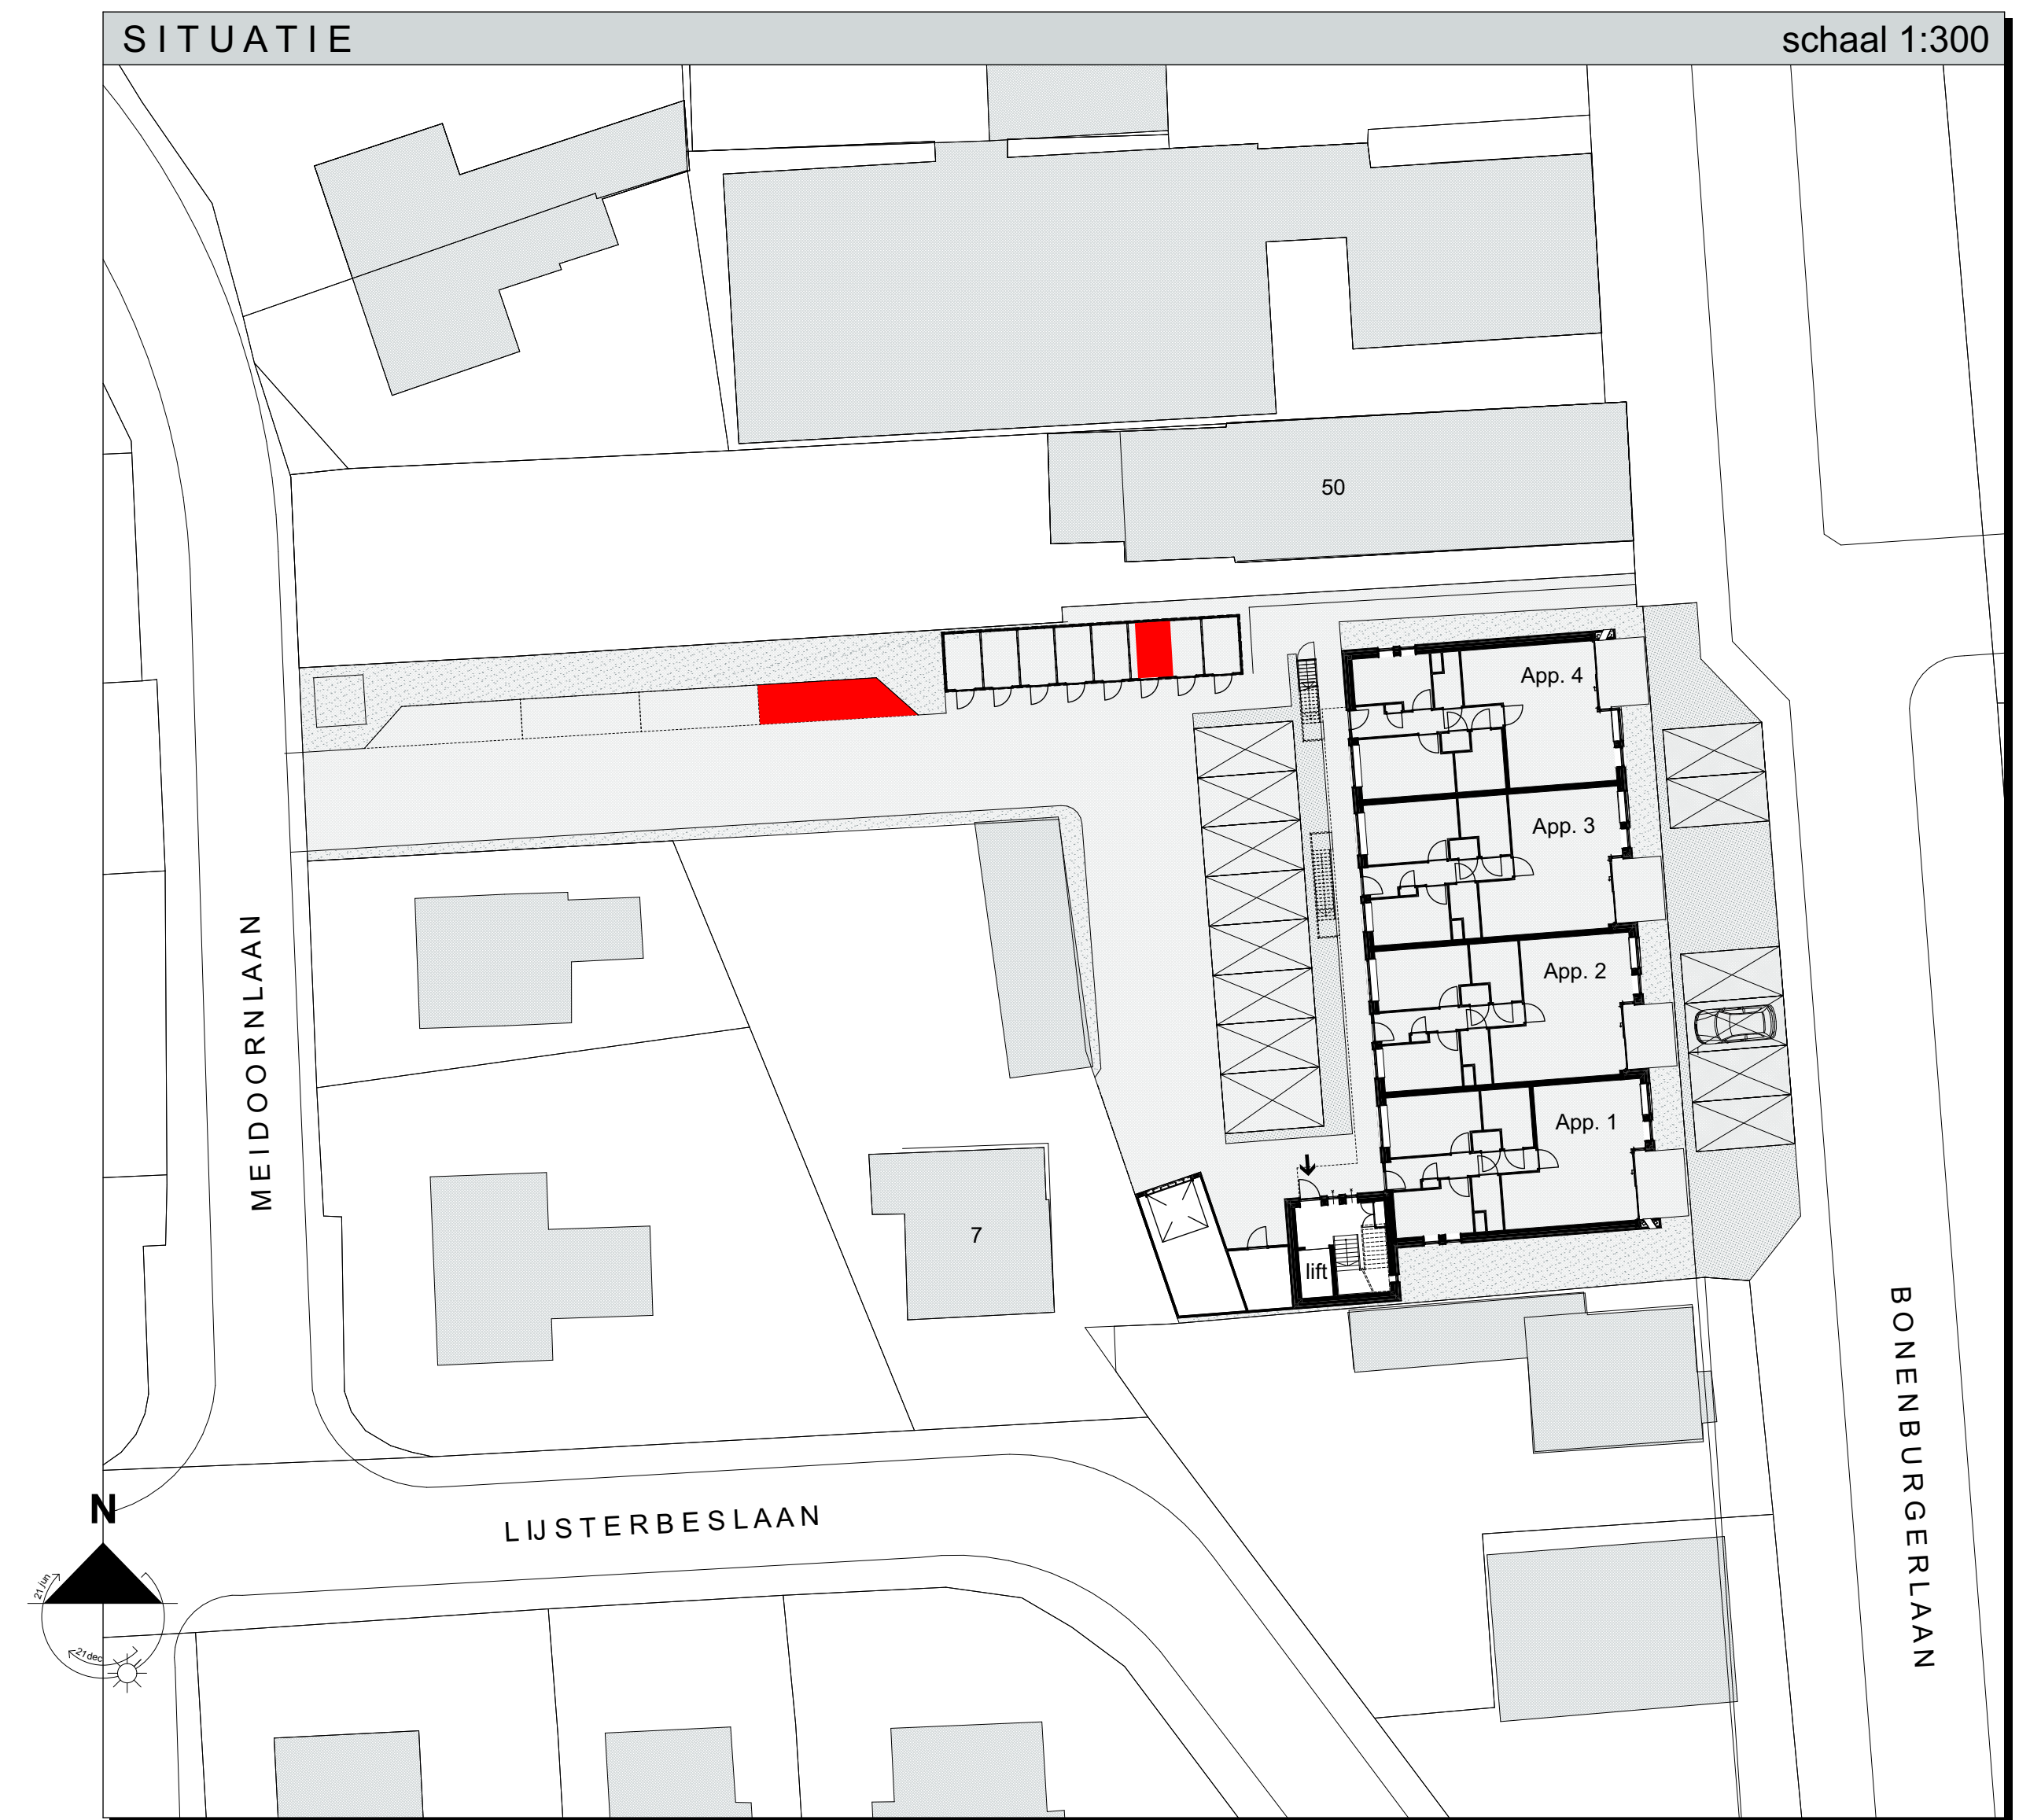 SITUATIE
schaal 1:300
50
App. 4
App. 3
App. 2
App. 1
7
lift
MEIDOORNLAAN
BONENBURGERLAAN
LIJSTERBESLAAN
N
21 jun
21 dec